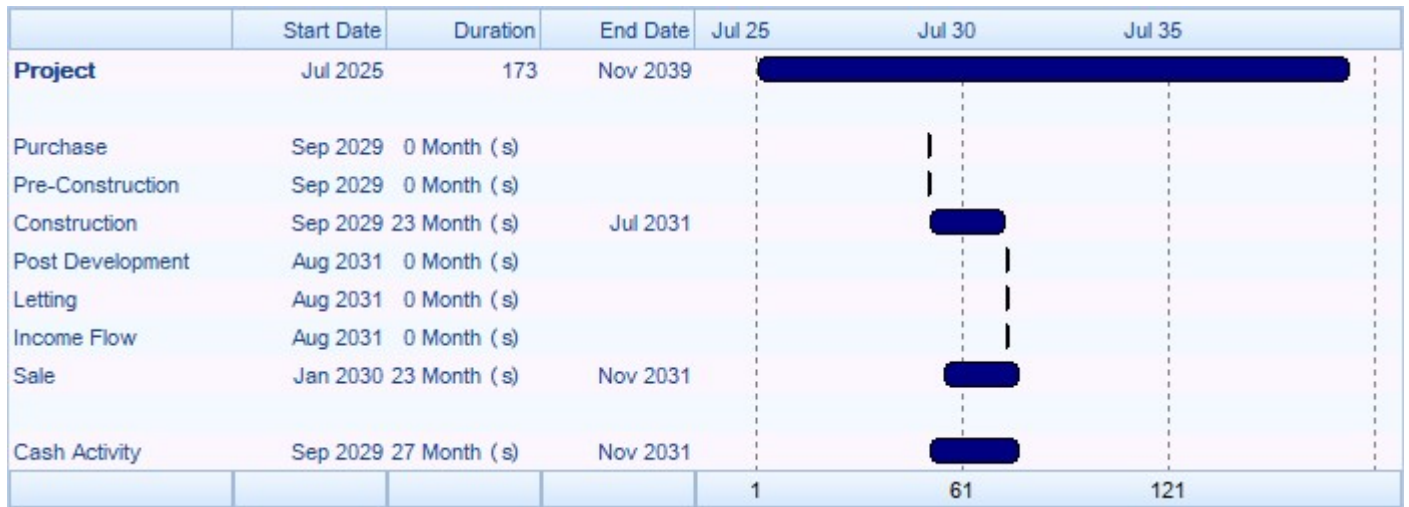 Start Date Duration End Date Jul 25 Jul 30 Jul 35
Project Jul 2025 173 Nov 2039
Purchase Sep 2029 0 Month (s)
Pre-Construction Sep 2029 0 Month (s)
Construction Sep 2029 23 Month (s) Jul 2031
Post Development Aug 2031 0 Month (s)
Letting Aug 2031 0 Month (s)
Income Flow Aug 2031 0 Month (s)
Sale Jan 2030 23 Month (s) Nov 2031
Cash Activity Sep 2029 27 Month (s) Nov 2031
1 61 121